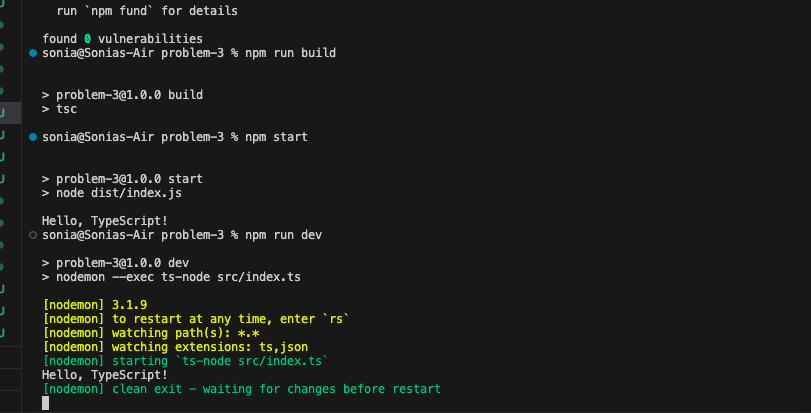 run `npm fund` for details
found 0 vulnerabilities
sonia@Sonias-Air problem-3 % npm run build
> problem-3@1.0.0 build
> tsc
sonia@Sonias-Air problem-3 % npm start
> problem-3@1.0.0 start
> node dist/index.js
Hello, TypeScript!
sonia@Sonias-Air problem-3 % npm run dev
> problem-3@1.0.0 dev
> nodemon --exec ts-node src/index.ts
[nodemon] 3.1.9
[nodemon] to restart at any time, enter `rs`
[nodemon] watching path(s): *.*
[nodemon] watching extensions: ts,json
[nodemon] starting `ts-node src/index.ts`
Hello, TypeScript!
[nodemon] clean exit - waiting for changes before restart